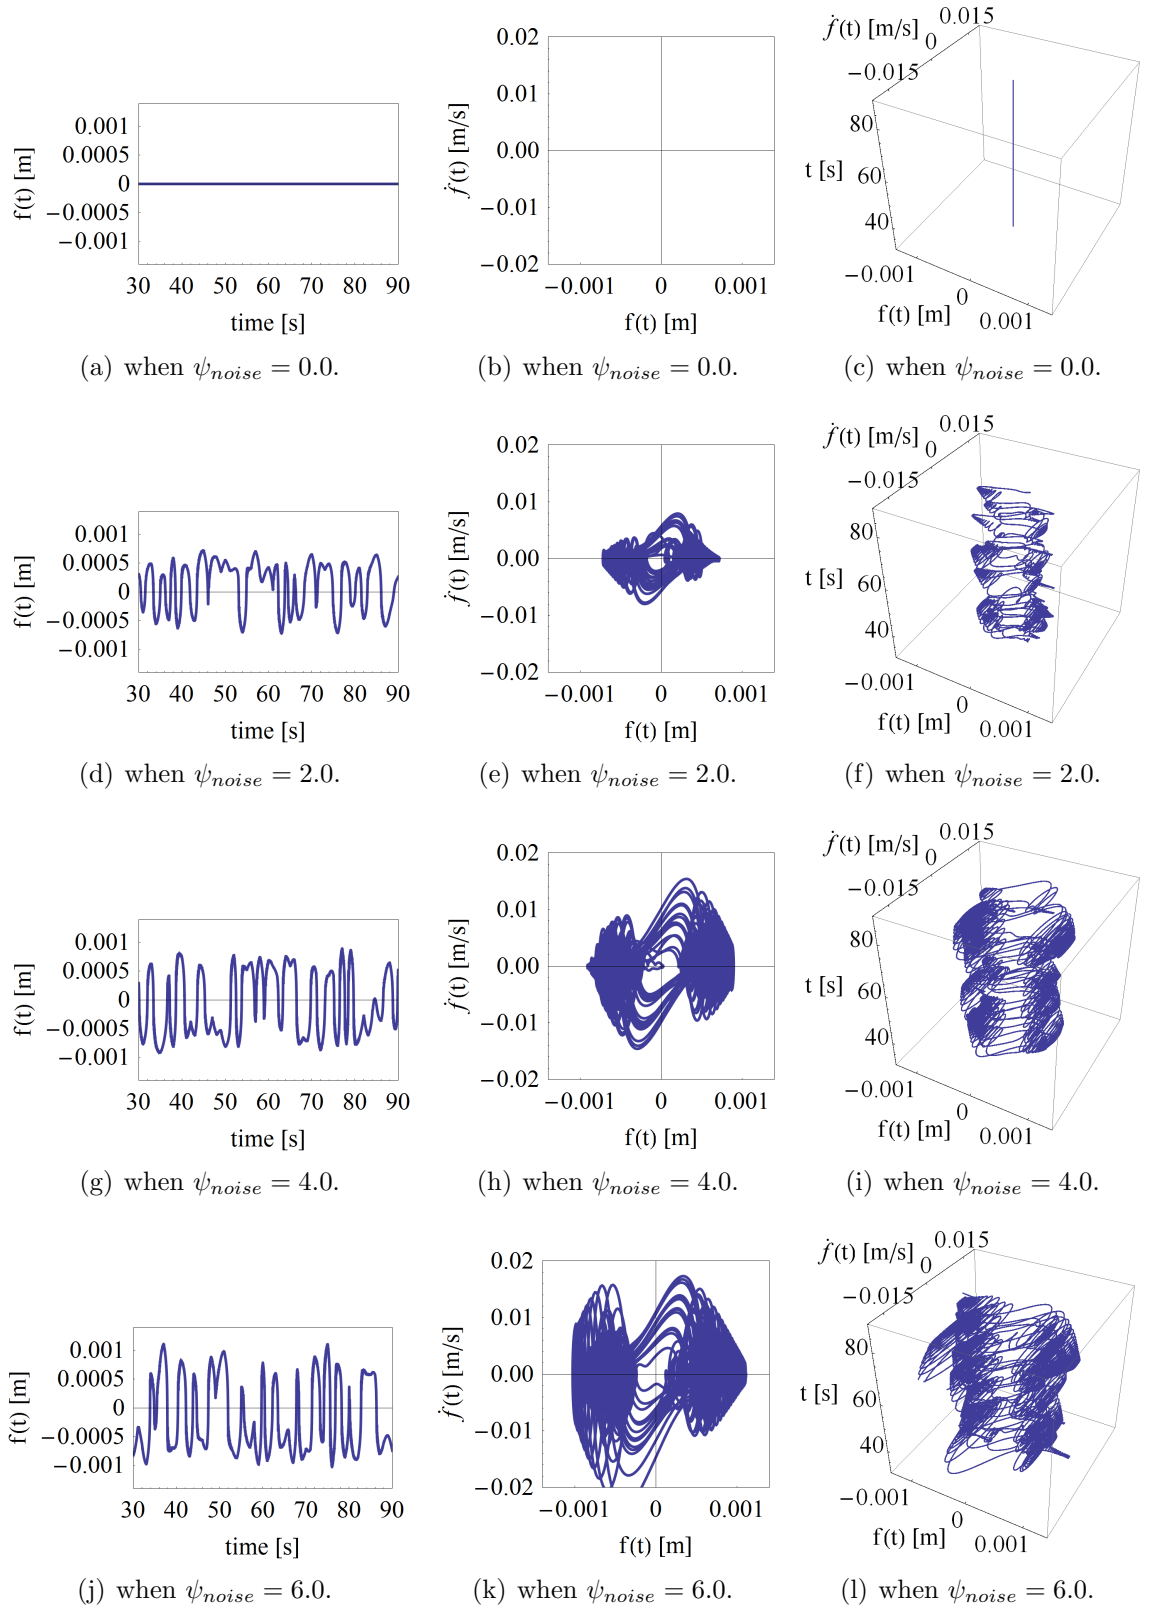 0.001
0.0005
0
−0.0005
−0.001
f(t) [m]
30 40 50 60 70 80 90
time [s]
(a) when ψnoise = 0.0.
0.02
0.01
0.00
−0.01
−0.02
ḟ(t) [m/s]
−0.001 0 0.001
f(t) [m]
(b) when ψnoise = 0.0.
0.015
ḟ(t) [m/s] 0
−0.015
80
t [s] 60
40
−0.001
0
f(t) [m] 0.001
(c) when ψnoise = 0.0.
0.001
0.0005
0
−0.0005
−0.001
f(t) [m]
30 40 50 60 70 80 90
time [s]
(d) when ψnoise = 2.0.
0.02
0.01
0.00
−0.01
−0.02
ḟ(t) [m/s]
−0.001 0 0.001
f(t) [m]
(e) when ψnoise = 2.0.
0.015
ḟ(t) [m/s] 0
−0.015
80
t [s] 60
40
−0.001
0
f(t) [m] 0.001
(f) when ψnoise = 2.0.
0.001
0.0005
0
−0.0005
−0.001
f(t) [m]
30 40 50 60 70 80 90
time [s]
(g) when ψnoise = 4.0.
0.02
0.01
0.00
−0.01
−0.02
ḟ(t) [m/s]
−0.001 0 0.001
f(t) [m]
(h) when ψnoise = 4.0.
0.015
ḟ(t) [m/s] 0
−0.015
80
t [s] 60
40
−0.001
0
f(t) [m] 0.001
(i) when ψnoise = 4.0.
0.001
0.0005
0
−0.0005
−0.001
f(t) [m]
30 40 50 60 70 80 90
time [s]
(j) when ψnoise = 6.0.
0.02
0.01
0.00
−0.01
−0.02
ḟ(t) [m/s]
−0.001 0 0.001
f(t) [m]
(k) when ψnoise = 6.0.
0.015
ḟ(t) [m/s] 0
−0.015
80
t [s] 60
40
−0.001
0
f(t) [m] 0.001
(l) when ψnoise = 6.0.